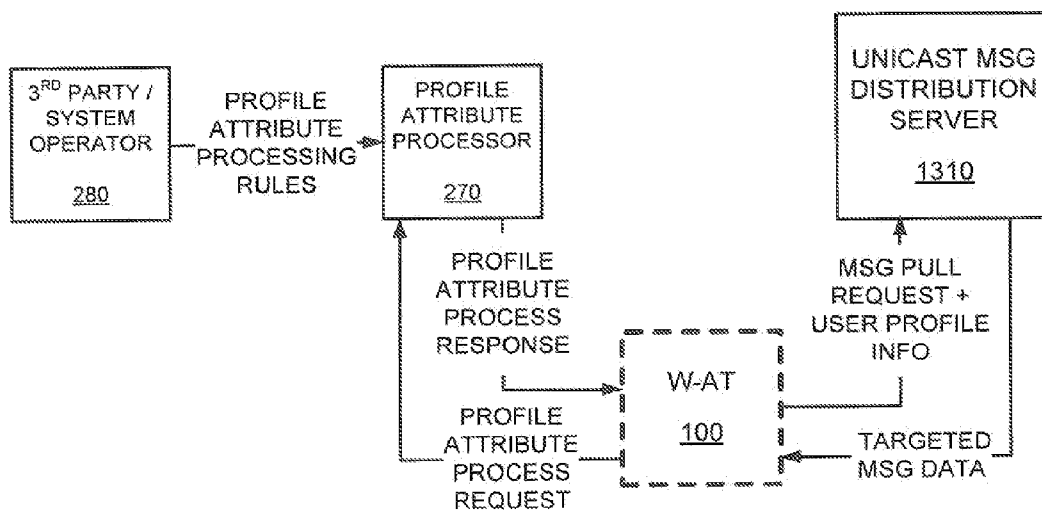 3RD PARTY /
SYSTEM
OPERATOR
280
PROFILE
ATTRIBUTE
PROCESSING
RULES
PROFILE
ATTRIBUTE
PROCESSOR
270
UNICAST MSG
DISTRIBUTION
SERVER
1310
PROFILE
ATTRIBUTE
PROCESS
RESPONSE
MSG PULL
REQUEST +
USER PROFILE
INFO
W-AT
100
PROFILE
ATTRIBUTE
PROCESS
REQUEST
TARGETED
MSG DATA